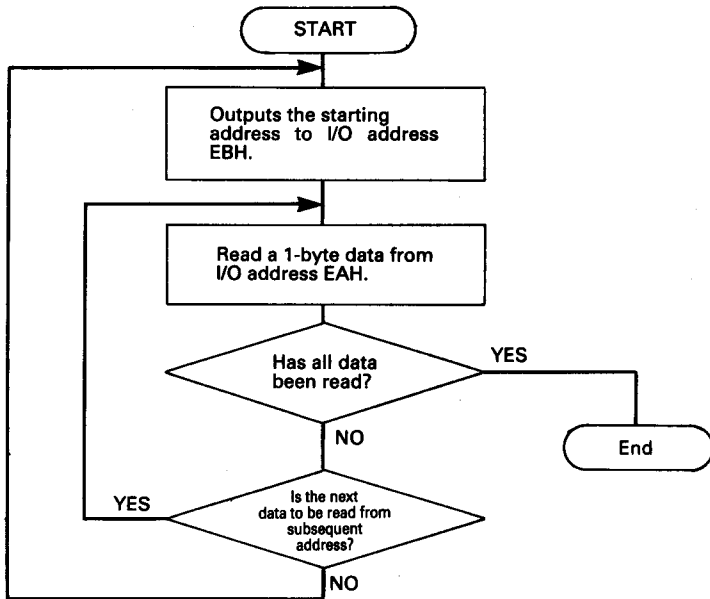 START
Outputs the starting
address to I/O address
EBH.
Read a 1-byte data from
I/O address EAH.
Has all data
been read?
YES
NO
End
Is the next
data to be read from
subsequent
address?
YES
NO